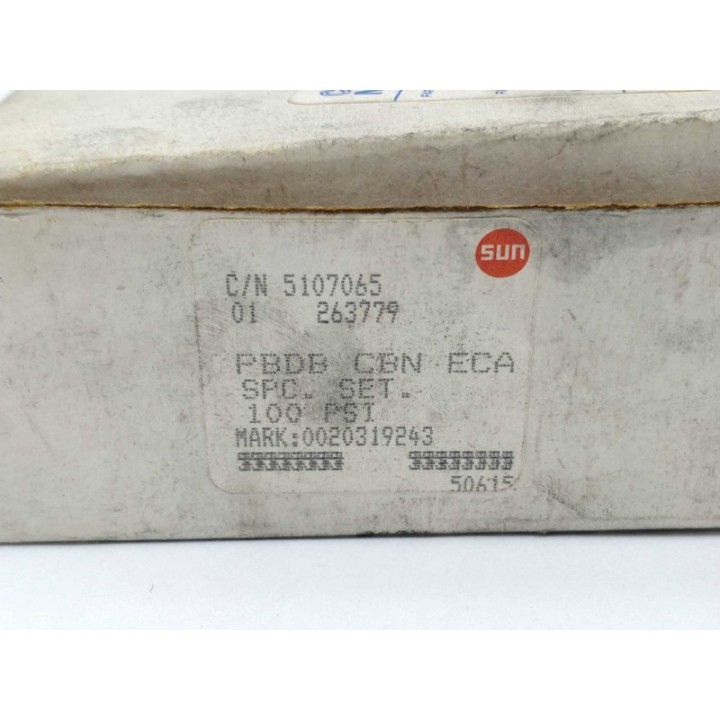 sun
C/N 5107065
01 263779
PBDB CBN ECA
SPC. SET.
100 PSI
MARK:0020319243
50615